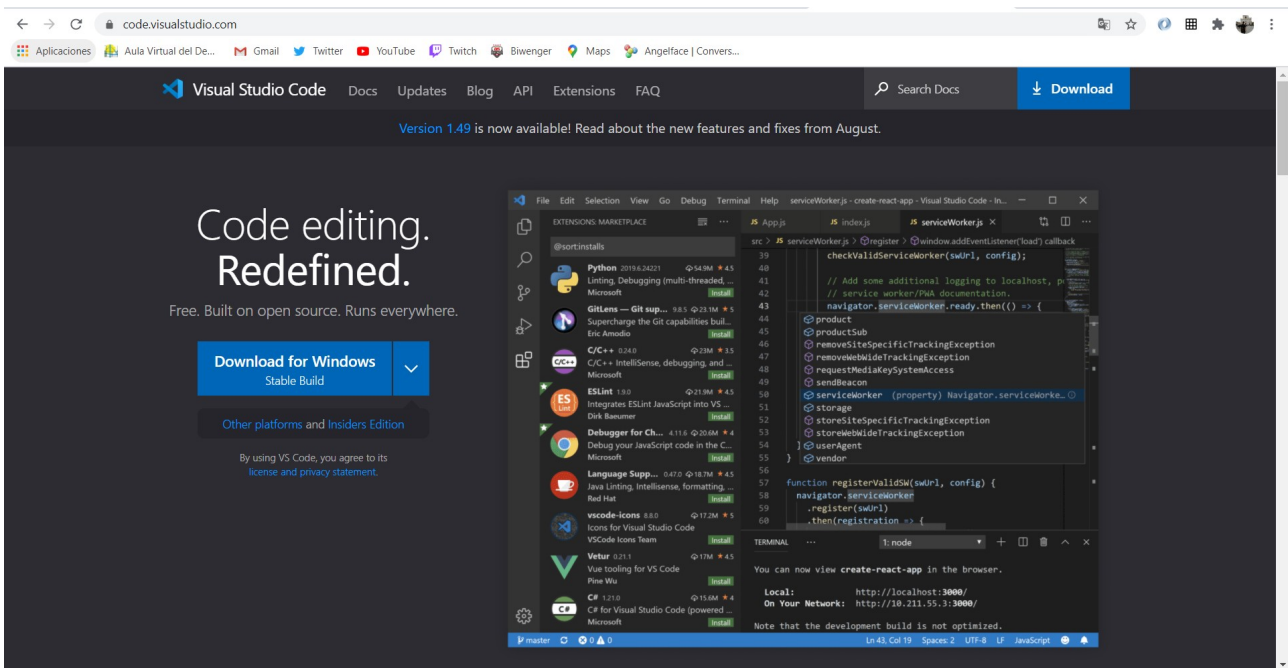 code.visualstudio.com
Aplicaciones Aula Virtual del De... Gmail Twitter YouTube Twitch Biwenger Maps Angelface | Convers...
Visual Studio Code Docs Updates Blog API Extensions FAQ Search Docs Download
Version 1.49 is now available! Read about the new features and fixes from August.
Code editing.
Redefined.
Free. Built on open source. Runs everywhere.
Download for Windows
Stable Build
Other platforms and Insiders Edition
By using VS Code, you agree to its
license and privacy statement.
File Edit Selection View Go Debug Terminal Help serviceWorker.js - create-react-app - Visual Studio Code - In...
EXTENSIONS: MARKETPLACE ...
@sort:installs
Python 2019.6.24221 54.9M ★ 4.5
Linting, Debugging (multi-threaded, ...
Microsoft Install
GitLens — Git sup... 9.8.5 23.1M ★ 5
Supercharge the Git capabilities buil...
Eric Amodio Install
C/C++ 0.24.0 23M ★ 3.5
C/C++ IntelliSense, debugging, and ...
C/C++
Microsoft Install
ESLint 1.9.0 21.9M ★ 4.5
Integrates ESLint JavaScript into VS ...
ES
Lint
Dirk Baeumer Install
Debugger for Ch... 4.11.6 20.6M ★ 4
Debug your JavaScript code in the C...
Microsoft Install
Language Supp... 0.47.0 18.7M ★ 4.5
Java Linting, Intellisense, formatting, ...
Red Hat Install
vscode-icons 8.8.0 17.2M ★ 5
Icons for Visual Studio Code
VSCode Icons Team Install
Vetur 0.21.1 17M ★ 4.5
Vue tooling for VS Code
Pine Wu Install
C# 1.21.0 15.6M ★ 4
C# for Visual Studio Code (powered ...
C#
Microsoft Install
JS App.js JS index.js JS serviceWorker.js × ...
src > JS serviceWorker.js > register > window.addEventListener('load') callback
39 checkValidServiceWorker(swUrl, config);
40
41 // Add some additional logging to localhost, p
42 // service worker/PWA documentation.
43 navigator.serviceWorker.ready.then(() => {
44 product
45 productSub
46 removeSiteSpecificTrackingException
47 removeWebWideTrackingException
48 requestMediaKeySystemAccess
49 sendBeacon
50 serviceWorker (property) Navigator.serviceWorke...
51 storage
52 storeSiteSpecificTrackingException
53 storeWebWideTrackingException
54 ] userAgent
55 } vendor
56
57 function registerValidSW(swUrl, config) {
58 navigator.serviceWorker
59 .register(swUrl)
60 .then(registration => {
TERMINAL ... 1: node
You can now view create-react-app in the browser.
Local: http://localhost:3000/
On Your Network: http://10.211.55.3:3000/
Note that the development build is not optimized.
master 0 0 Ln 43, Col 19 Spaces: 2 UTF-8 LF JavaScript